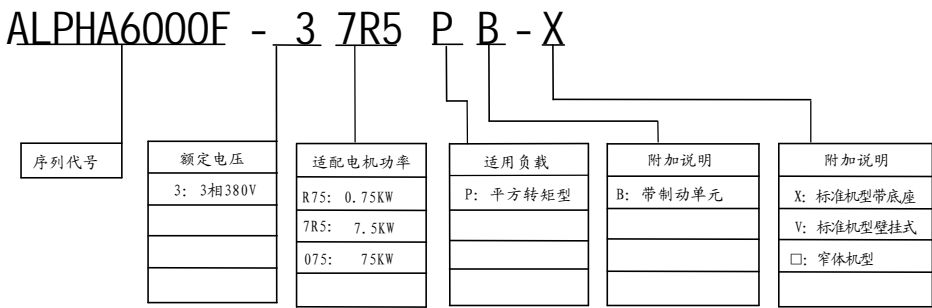 ALPHA6000F - 3 7R5 P B - X
序列代号
额定电压
3: 3相380V
适配电机功率
R75: 0.75KW
7R5: 7.5KW
075: 75KW
适用负载
P: 平方转矩型
附加说明
B: 带制动单元
附加说明
X: 标准机型带底座
V: 标准机型壁挂式
□: 窄体机型